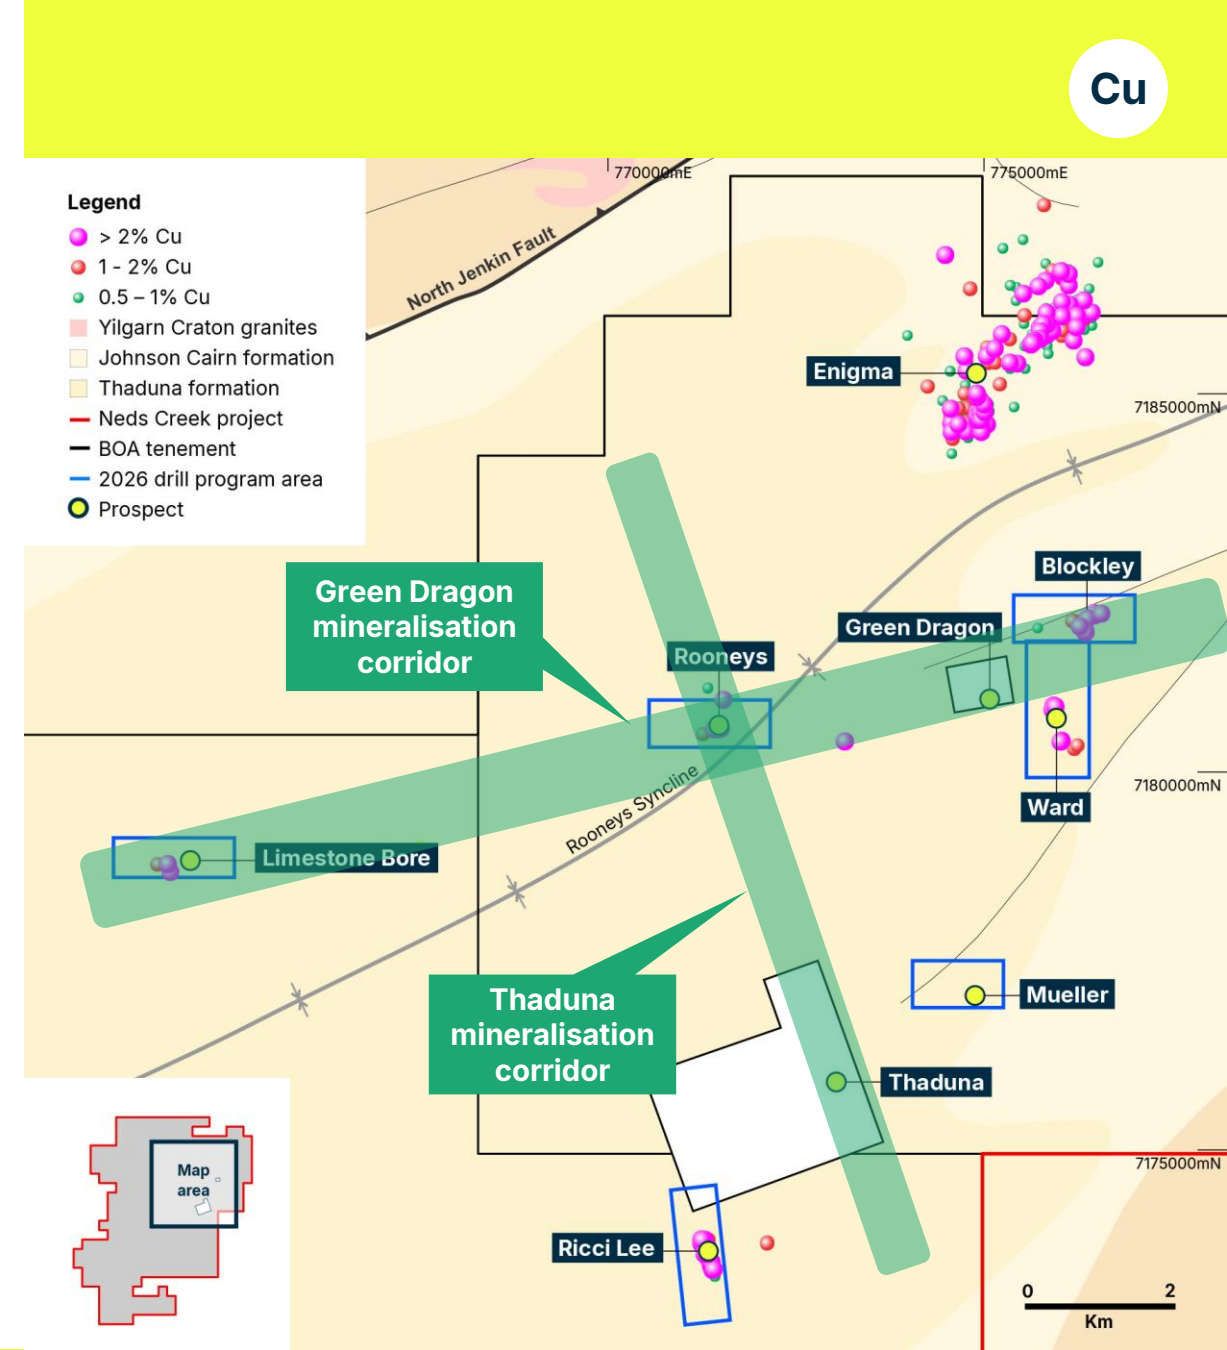 Cu
770000mE
775000mE
Legend
> 2% Cu
1 - 2% Cu
0.5 – 1% Cu
Yilgarn Craton granites
Johnson Cairn formation
Thaduna formation
Neds Creek project
BOA tenement
2026 drill program area
Prospect
North Jenkin Fault
Enigma
7185000mN
Blockley
Green Dragon
mineralisation
corridor
Green Dragon
Rooneys
7180000mN
Ward
Rooneys Syncline
Limestone Bore
Thaduna
mineralisation
corridor
Mueller
Thaduna
7175000mN
Map
area
Ricci Lee
0 2
Km